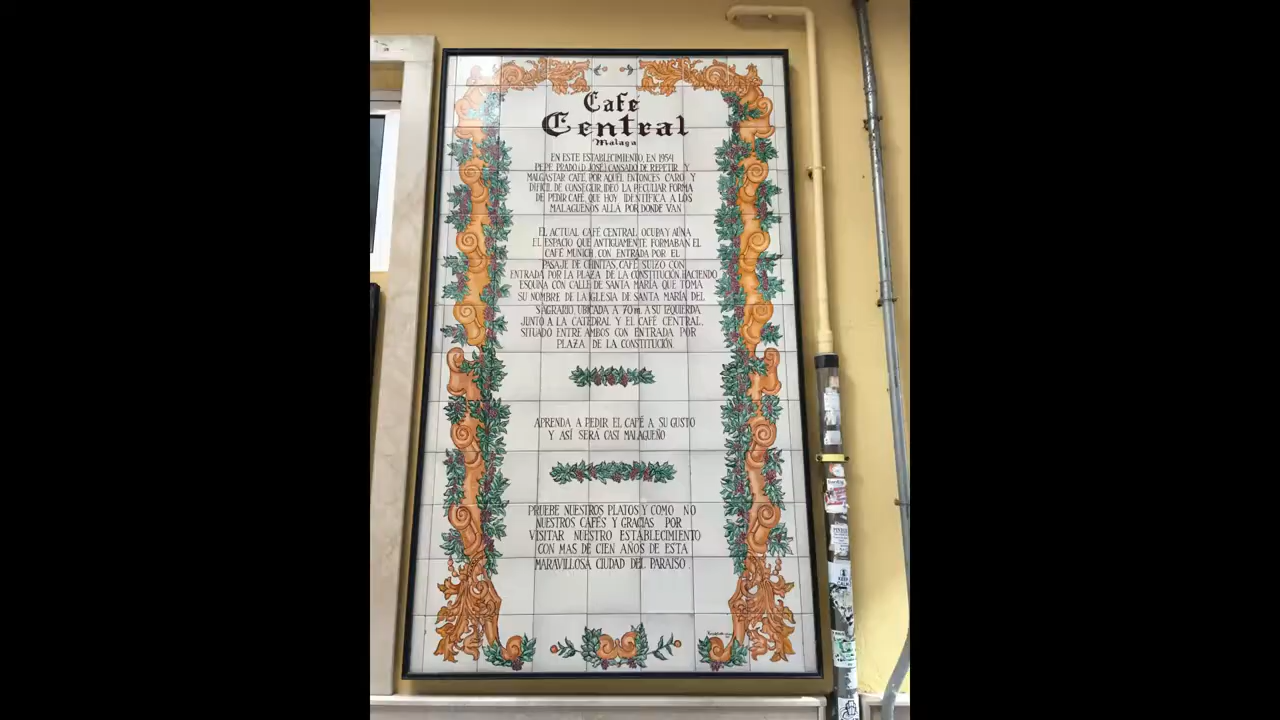 Café
Central
Malaga
EN ESTE ESTABLECIMIENTO, EN 1954
PEPE PRADO (D. JOSÉ) CANSADO DE REPETIR Y
MALGASTAR CAFÉ, POR AQUEL ENTONCES CARO Y
DIFÍCIL DE CONSEGUIR, IDEÓ LA PECULIAR FORMA
DE PEDIR CAFÉ, QUE HOY IDENTIFICA A LOS
MALAGUEÑOS ALLÁ POR DONDE VAN
EL ACTUAL CAFÉ CENTRAL, OCUPA Y AÚNA
EL ESPACIO QUE ANTIGUAMENTE FORMABAN EL
CAFÉ MUNICH, CON ENTRADA POR EL
PASAJE DE CHINITAS, CAFÉ SUIZO CON
ENTRADA POR LA PLAZA DE LA CONSTITUCIÓN HACIENDO
ESQUINA CON CALLE DE SANTA MARÍA QUE TOMA
SU NOMBRE DE LA IGLESIA DE SANTA MARÍA DEL
SAGRARIO, UBICADA A 70 m. A SU IZQUIERDA
JUNTO A LA CATEDRAL Y EL CAFÉ CENTRAL,
SITUADO ENTRE AMBOS CON ENTRADA POR
PLAZA DE LA CONSTITUCIÓN.
APRENDA A PEDIR EL CAFÉ A SU GUSTO
Y ASÍ SERÁ CASI MALAGUEÑO
PRUEBE NUESTROS PLATOS Y COMO NO
NUESTROS CAFÉS Y GRACIAS POR
VISITAR NUESTRO ESTABLECIMIENTO
CON MAS DE CIEN AÑOS DE ESTA
MARAVILLOSA CIUDAD DEL PARAISO.
KEEP
CALM